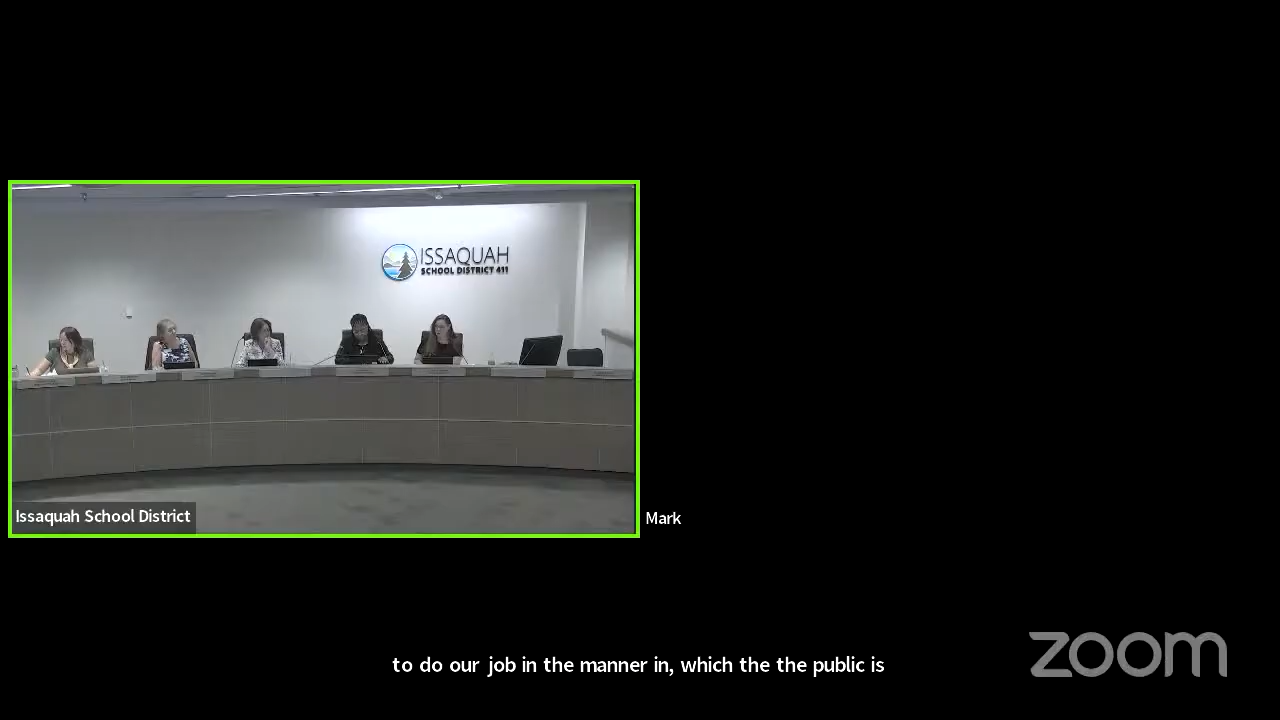 ISSAQUAH
SCHOOL DISTRICT 411
Issaquah School District
Mark
to do our job in the manner in, which the the public is
zoom